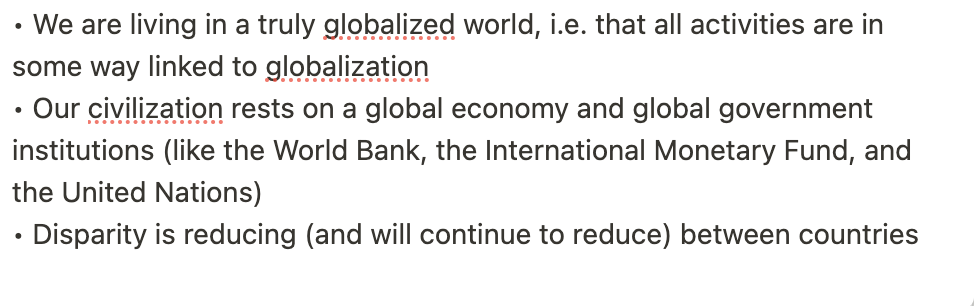 • We are living in a truly globalized world, i.e. that all activities are in
some way linked to globalization
• Our civilization rests on a global economy and global government
institutions (like the World Bank, the International Monetary Fund, and
the United Nations)
• Disparity is reducing (and will continue to reduce) between countries